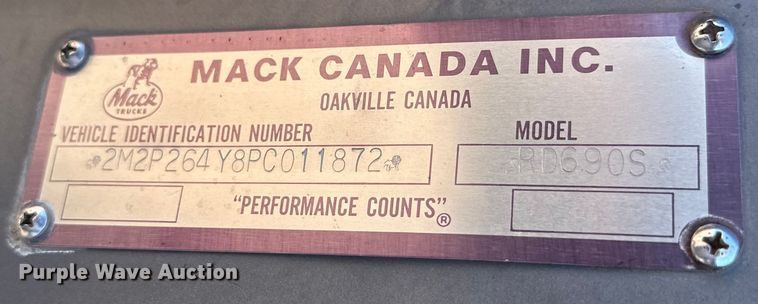 MACK CANADA INC.
Mack
TRUCKS
OAKVILLE CANADA
VEHICLE IDENTIFICATION NUMBER
MODEL
2M2P264Y8PC011872
RD690S
"PERFORMANCE COUNTS"®
Purple Wave Auction